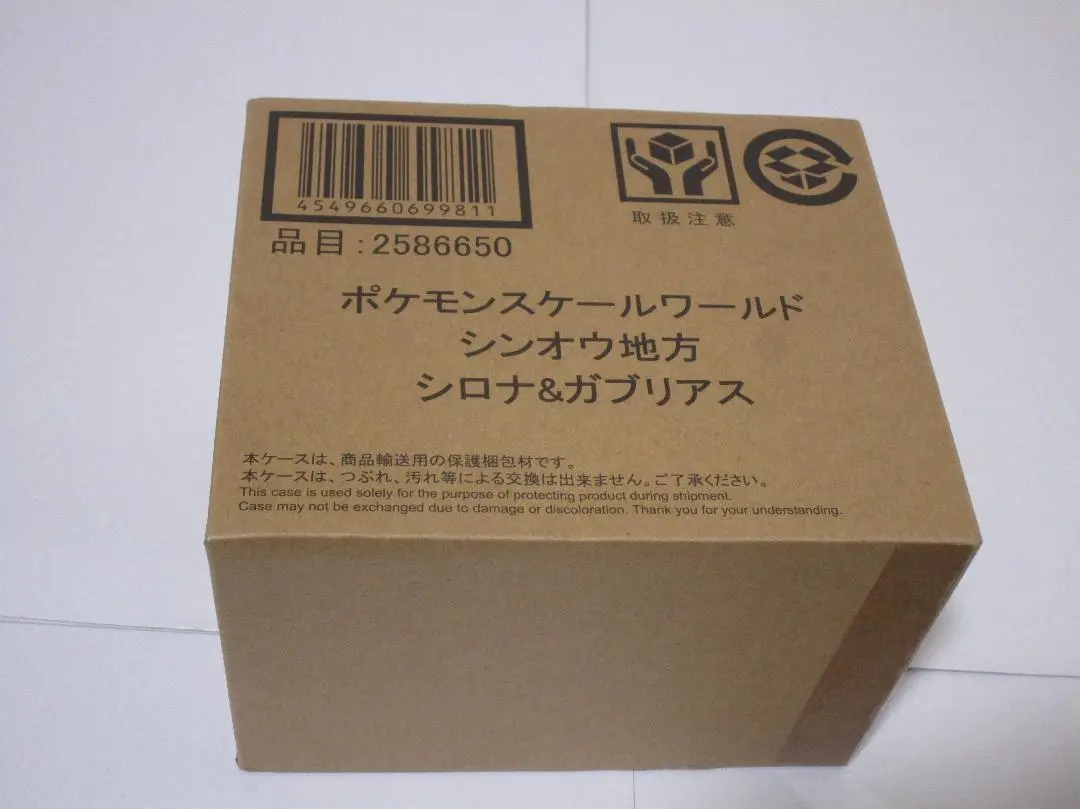 4549660699811
取扱注意
品目:2586650
ポケモンスケールワールド
シンオウ地方
シロナ&ガブリアス
本ケースは、商品輸送用の保護梱包材です。
本ケースは、つぶれ、汚れ等による交換は出来ません。ご了承ください。
This case is used solely for the purpose of protecting product during shipment.
Case may not be exchanged due to damage or discoloration. Thank you for your understanding.